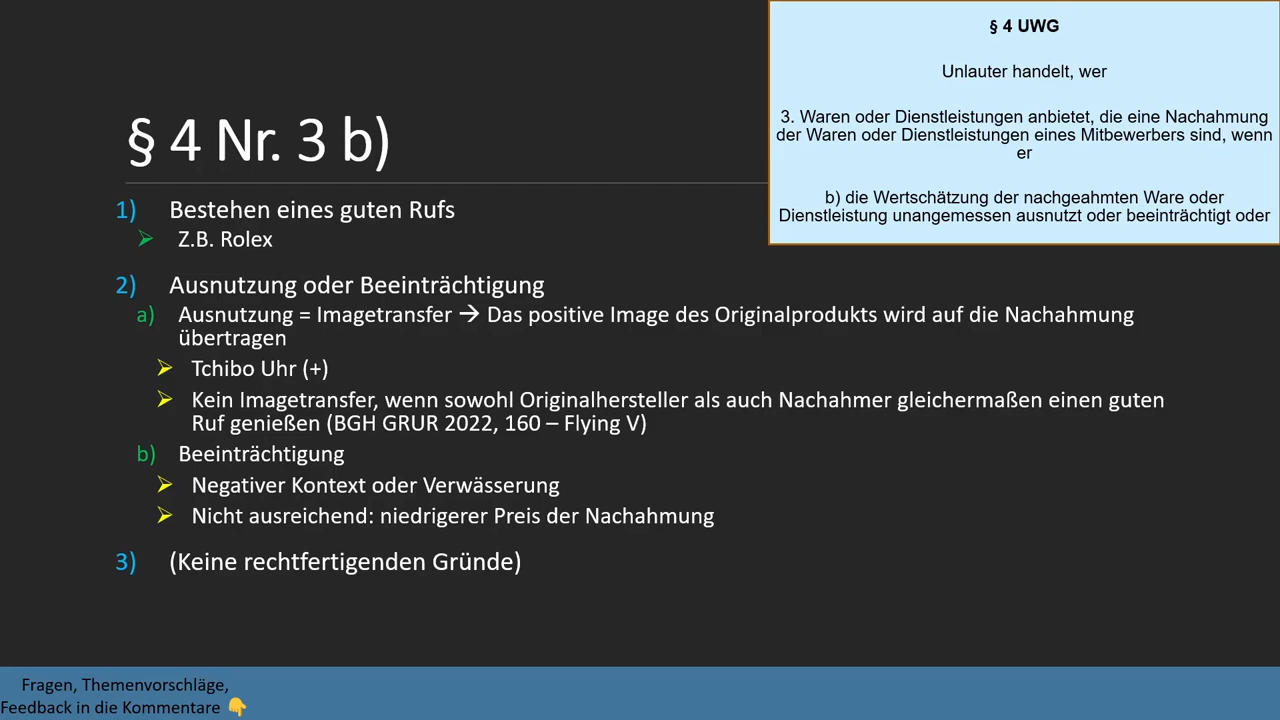 § 4 UWG
Unlauter handelt, wer
3. Waren oder Dienstleistungen anbietet, die eine Nachahmung
der Waren oder Dienstleistungen eines Mitbewerbers sind, wenn
er
b) die Wertschätzung der nachgeahmten Ware oder
Dienstleistung unangemessen ausnutzt oder beeinträchtigt oder
§ 4 Nr. 3 b)
1) Bestehen eines guten Rufs
➢ Z.B. Rolex
2) Ausnutzung oder Beeinträchtigung
a) Ausnutzung = Imagetransfer → Das positive Image des Originalprodukts wird auf die Nachahmung
übertragen
➢ Tchibo Uhr (+)
➢ Kein Imagetransfer, wenn sowohl Originalhersteller als auch Nachahmer gleichermaßen einen guten
Ruf genießen (BGH GRUR 2022, 160 – Flying V)
b) Beeinträchtigung
➢ Negativer Kontext oder Verwässerung
➢ Nicht ausreichend: niedrigerer Preis der Nachahmung
3) (Keine rechtfertigenden Gründe)
Fragen, Themenvorschläge,
Feedback in die Kommentare 👇